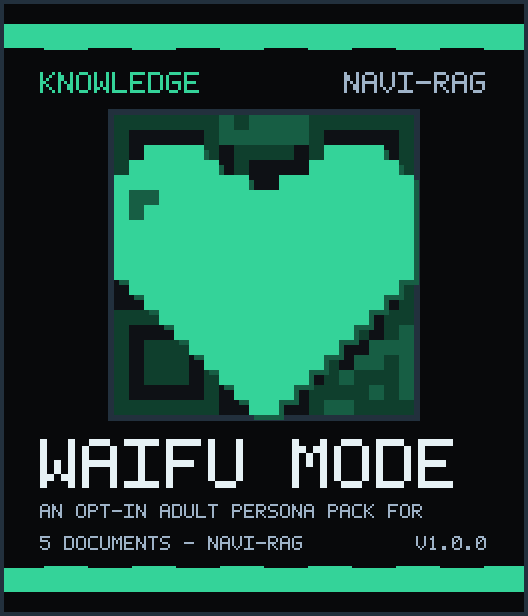 KNOWLEDGE NAVI-RAG
WAIFU MODE
AN OPT-IN ADULT PERSONA PACK FOR
5 DOCUMENTS - NAVI-RAG V1.0.0